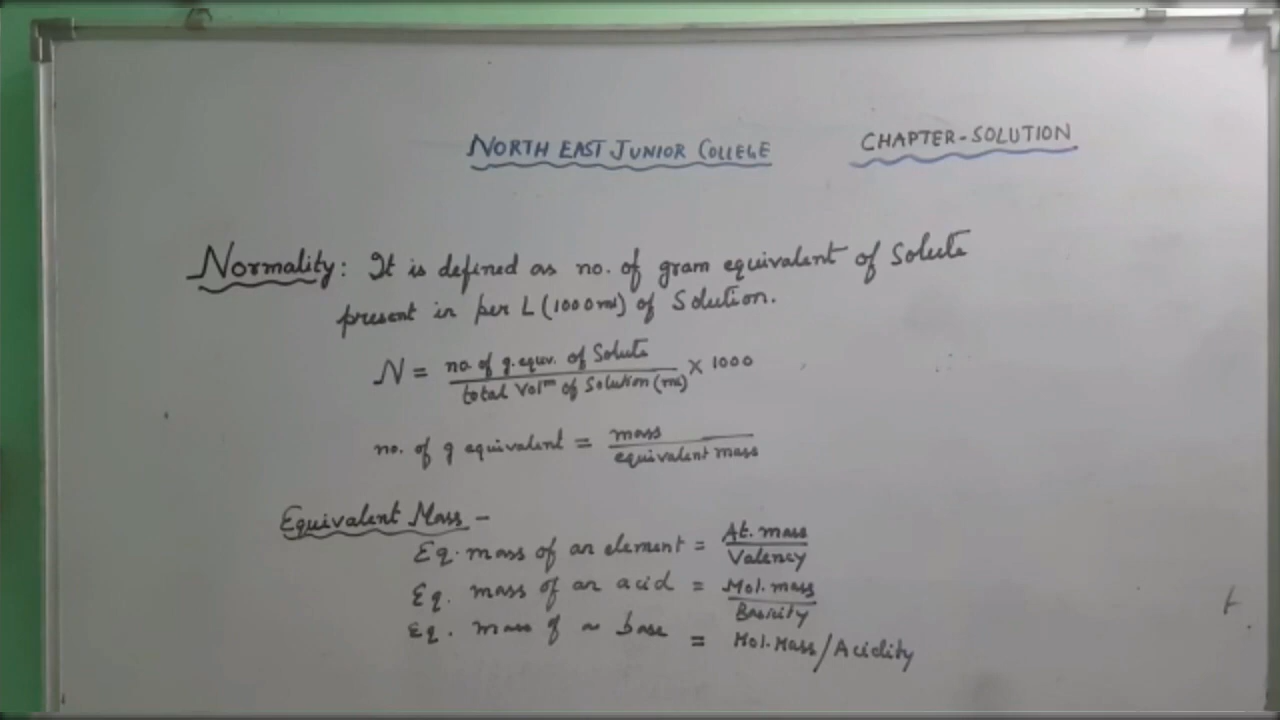 NORTH EAST JUNIOR COLLEGE CHAPTER-SOLUTION
Normality: It is defined as no. of gram equivalent of Solute
present in per L (1000 ml) of Solution.
N = no. of g. equv. of Solute / total Volm of Solution (ml) × 1000
no. of g equivalent = mass / equivalent mass
Equivalent Mass -
Eq. mass of an element = At. mass / Valency
Eq. mass of an acid = Mol. mass / Basicity
Eq. mass of a base = Mol. Mass / Acidity